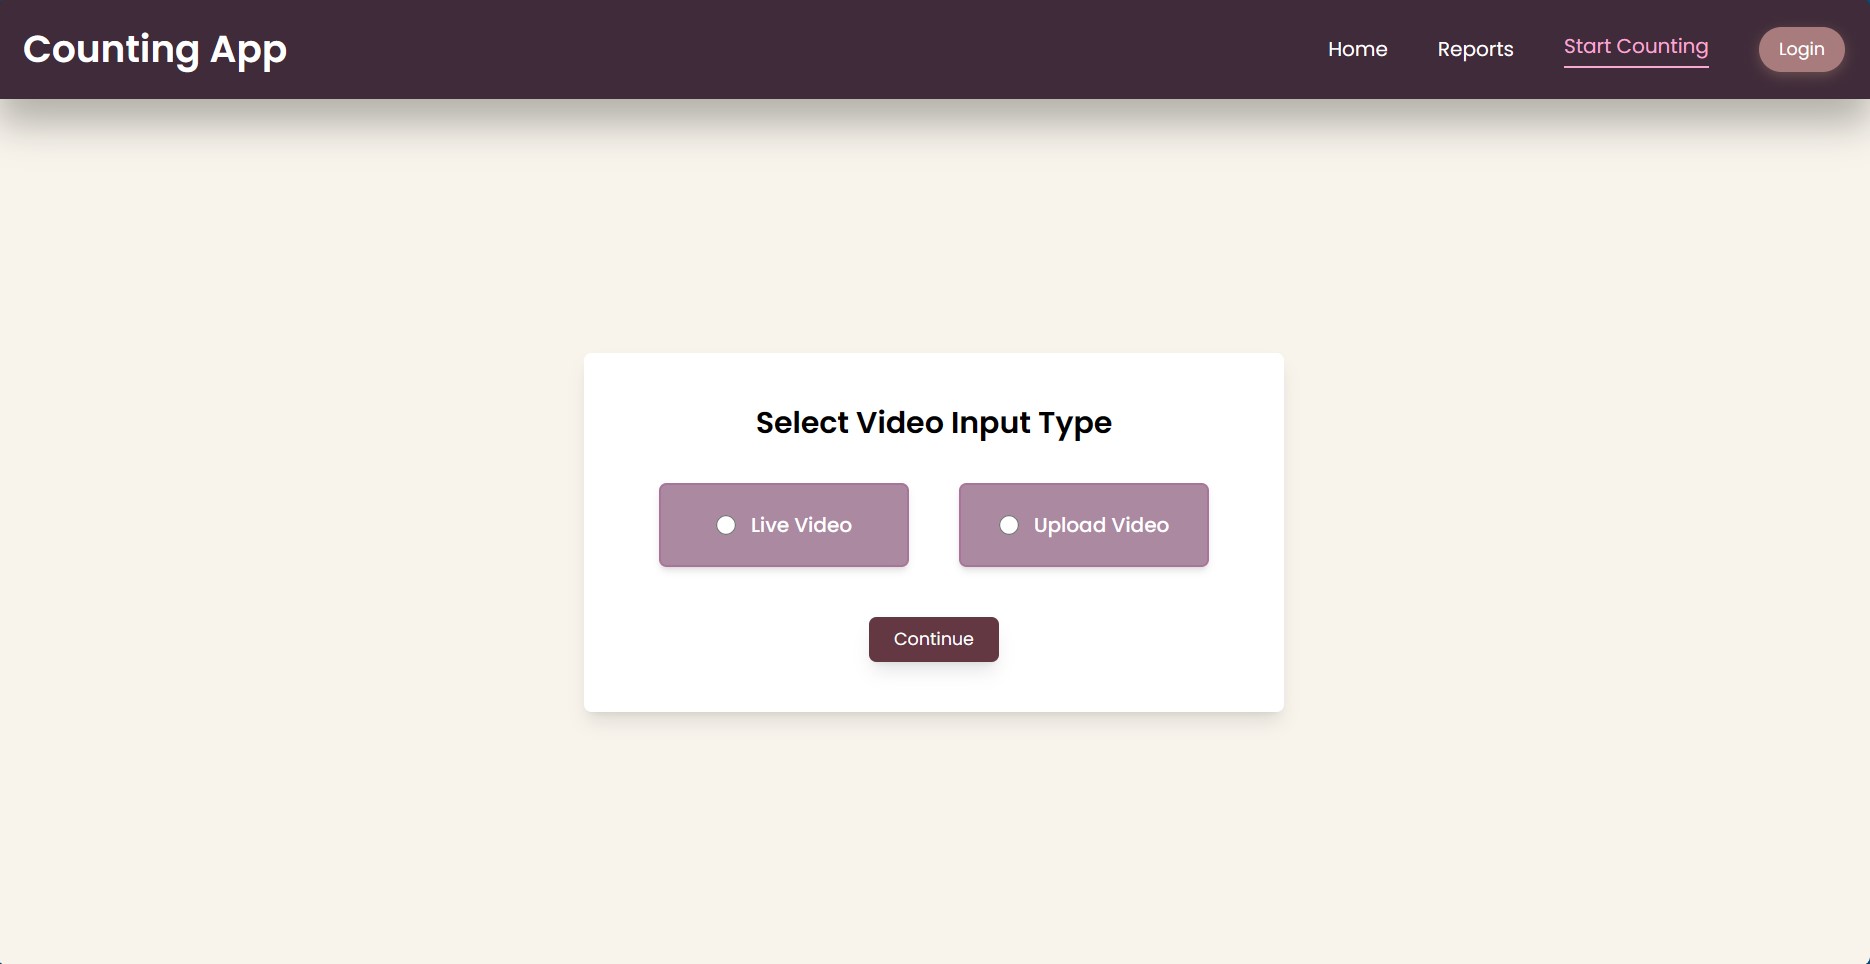 Counting App
Home Reports Start Counting Login
Select Video Input Type
Live Video Upload Video
Continue